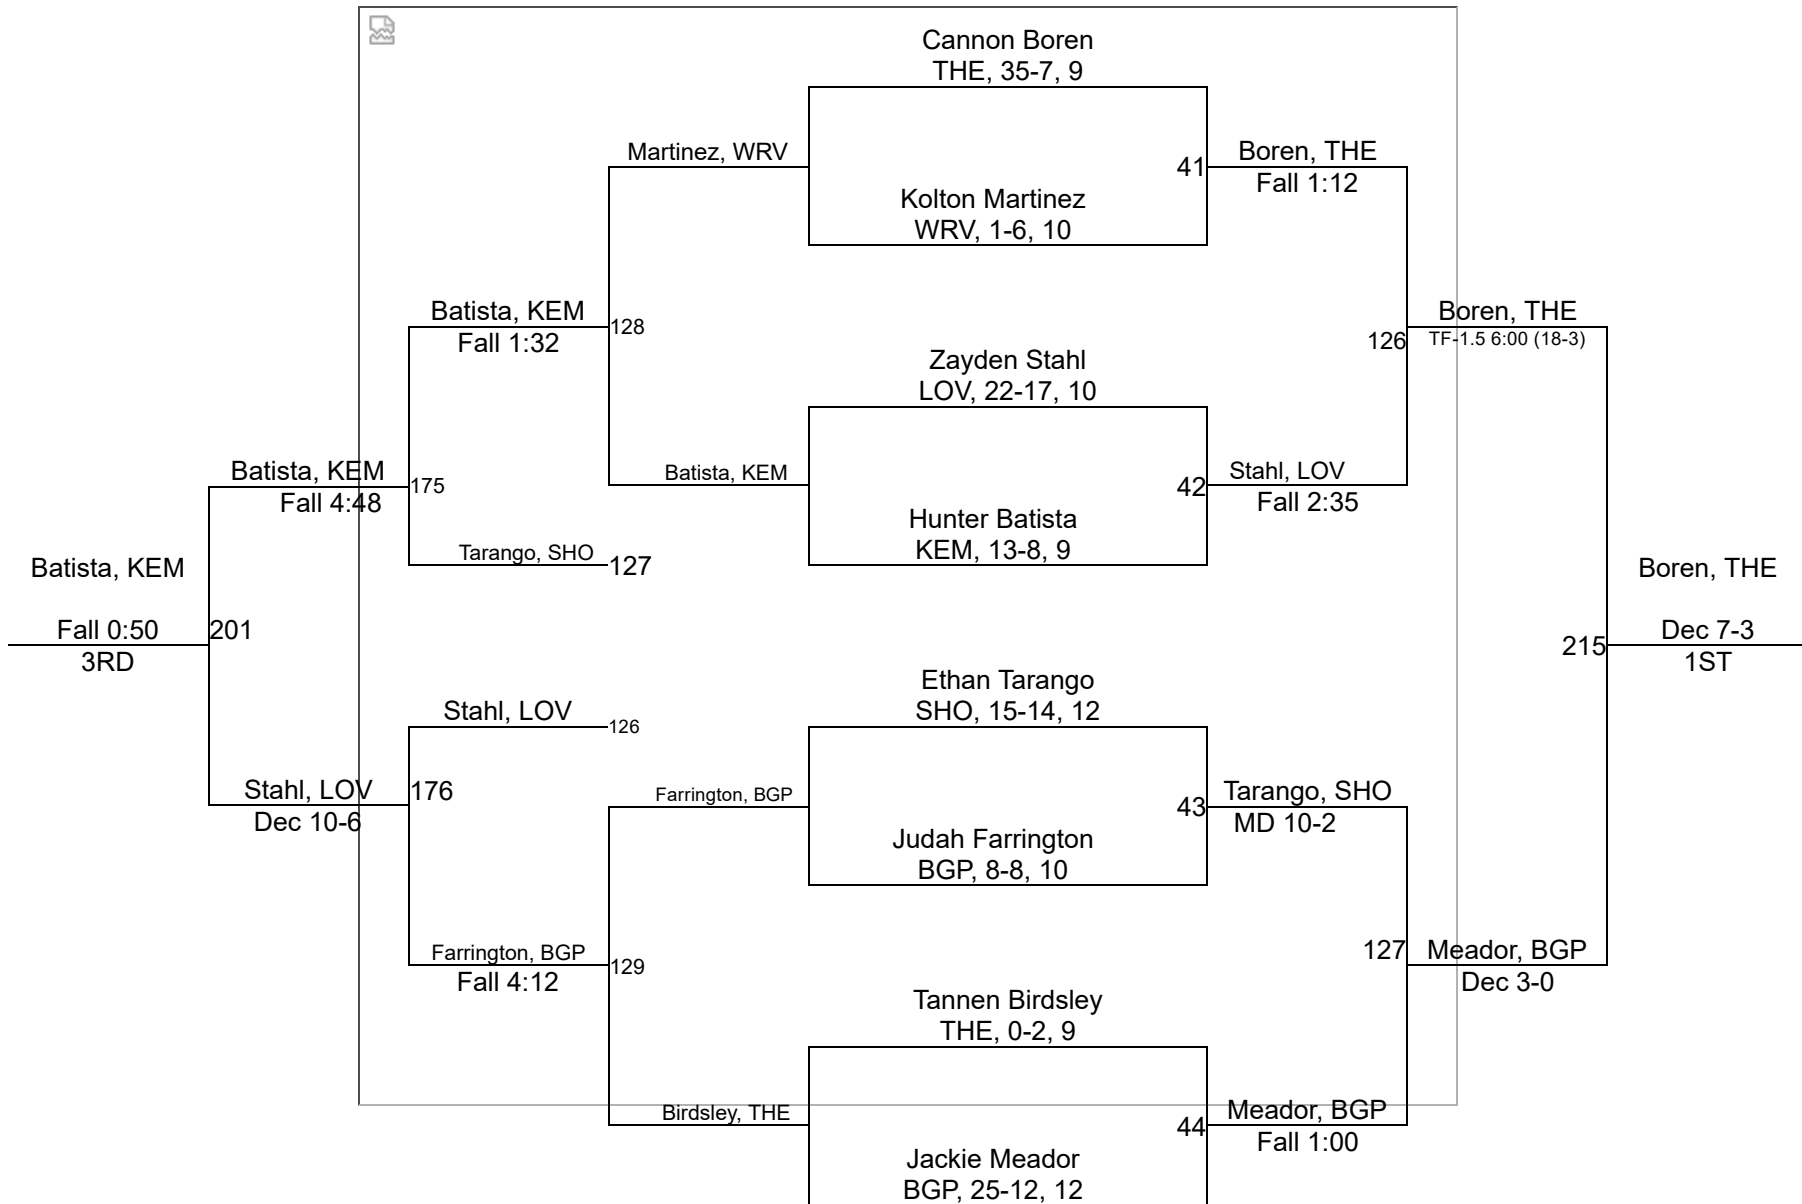 Cannon Boren
THE, 35-7, 9
Martinez, WRV
41
Boren, THE
Fall 1:12
Kolton Martinez
WRV, 1-6, 10
Batista, KEM
Fall 1:32
128
Boren, THE
126
TF-1.5 6:00 (18-3)
Zayden Stahl
LOV, 22-17, 10
Batista, KEM
Fall 4:48
175
Batista, KEM
42
Stahl, LOV
Fall 2:35
Hunter Batista
KEM, 13-8, 9
Tarango, SHO
127
Batista, KEM
Fall 0:50
3RD
201
Boren, THE
215
Dec 7-3
1ST
Ethan Tarango
SHO, 15-14, 12
Stahl, LOV
126
Stahl, LOV
Dec 10-6
176
Farrington, BGP
43
Tarango, SHO
MD 10-2
Judah Farrington
BGP, 8-8, 10
Farrington, BGP
Fall 4:12
129
127
Meador, BGP
Dec 3-0
Tannen Birdsley
THE, 0-2, 9
Birdsley, THE
44
Meador, BGP
Fall 1:00
Jackie Meador
BGP, 25-12, 12